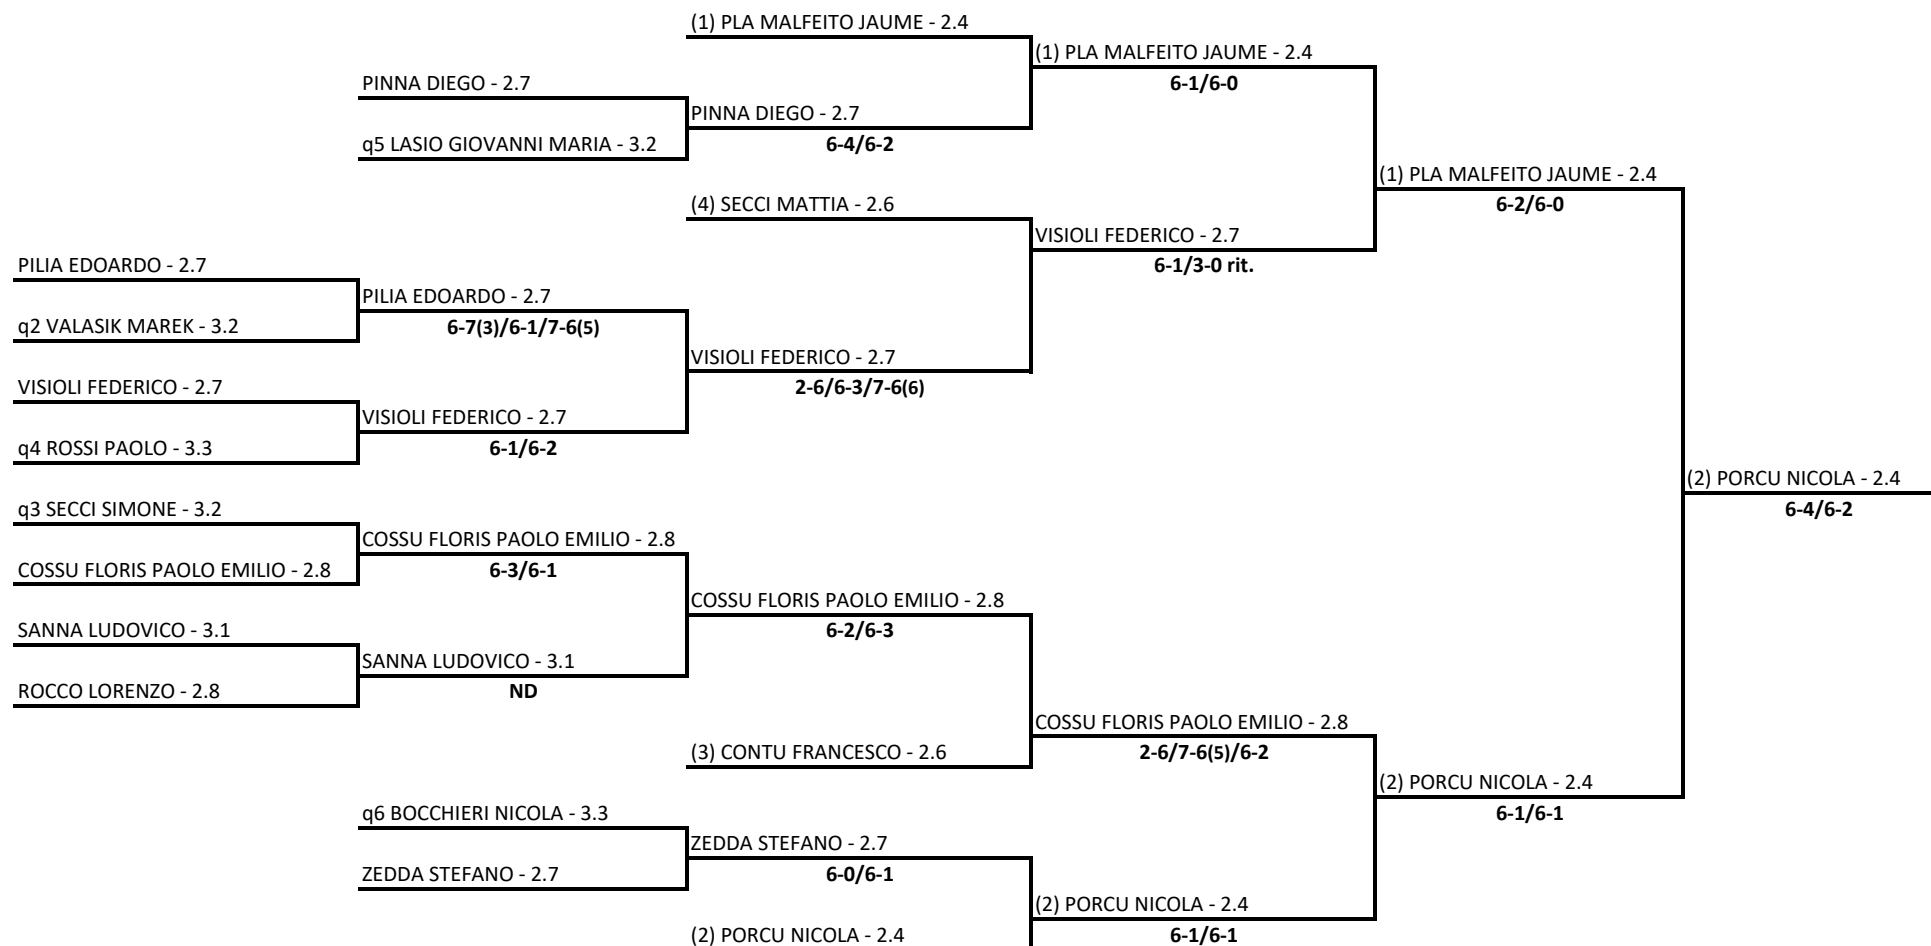 (1) PLA MALFEITO JAUME - 2.4
(1) PLA MALFEITO JAUME - 2.4
PINNA DIEGO - 2.7
6-1/6-0
PINNA DIEGO - 2.7
q5 LASIO GIOVANNI MARIA - 3.2
6-4/6-2
(1) PLA MALFEITO JAUME - 2.4
(4) SECCI MATTIA - 2.6
6-2/6-0
VISIOLI FEDERICO - 2.7
PILIA EDOARDO - 2.7
6-1/3-0 rit.
PILIA EDOARDO - 2.7
q2 VALASIK MAREK - 3.2
6-7(3)/6-1/7-6(5)
VISIOLI FEDERICO - 2.7
VISIOLI FEDERICO - 2.7
2-6/6-3/7-6(6)
VISIOLI FEDERICO - 2.7
q4 ROSSI PAOLO - 3.3
6-1/6-2
(2) PORCU NICOLA - 2.4
q3 SECCI SIMONE - 3.2
6-4/6-2
COSSU FLORIS PAOLO EMILIO - 2.8
COSSU FLORIS PAOLO EMILIO - 2.8
6-3/6-1
COSSU FLORIS PAOLO EMILIO - 2.8
SANNA LUDOVICO - 3.1
6-2/6-3
SANNA LUDOVICO - 3.1
ROCCO LORENZO - 2.8
ND
COSSU FLORIS PAOLO EMILIO - 2.8
(3) CONTU FRANCESCO - 2.6
2-6/7-6(5)/6-2
(2) PORCU NICOLA - 2.4
q6 BOCCHIERI NICOLA - 3.3
6-1/6-1
ZEDDA STEFANO - 2.7
ZEDDA STEFANO - 2.7
6-0/6-1
(2) PORCU NICOLA - 2.4
(2) PORCU NICOLA - 2.4
6-1/6-1